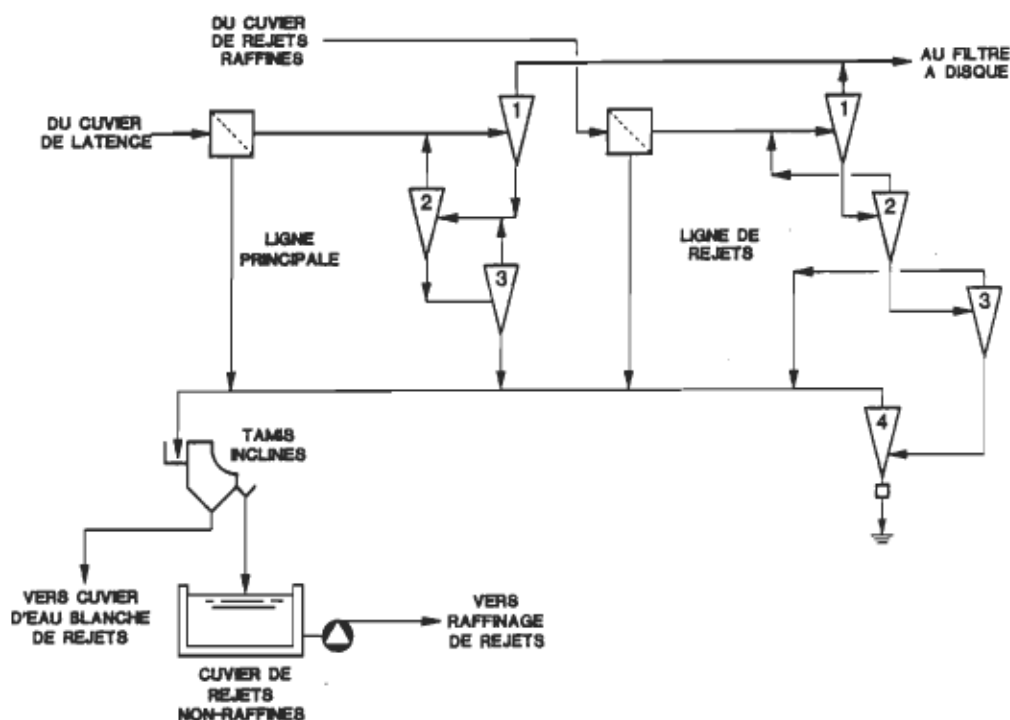 DU CUVIER
DE REJETS
RAFFINES
AU FILTRE
A DISQUE
1
1
DU CUVIER
DE LATENCE
2
2
LIGNE
PRINCIPALE
LIGNE DE
REJETS
3
3
4
TAMIS
INCLINES
VERS CUVIER
D'EAU BLANCHE
DE REJETS
VERS
RAFFINAGE
DE REJETS
CUVIER DE
REJETS
NON-RAFFINES